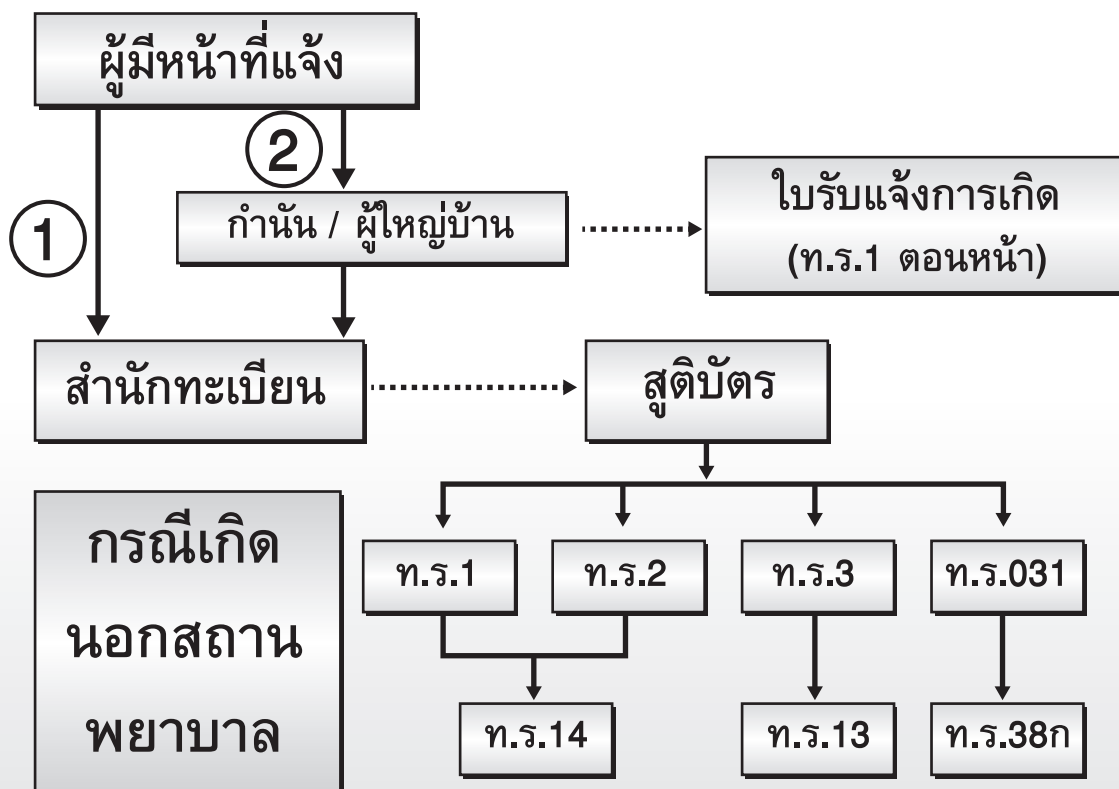 ผู้มีหน้าที่แจ้ง
2
1
กำนัน / ผู้ใหญ่บ้าน
ใบรับแจ้งการเกิด
(ท.ร.1 ตอนหน้า)
สำนักทะเบียน
สูติบัตร
กรณีเกิด
นอกสถาน
พยาบาล
ท.ร.1
ท.ร.2
ท.ร.3
ท.ร.031
ท.ร.14
ท.ร.13
ท.ร.38ก